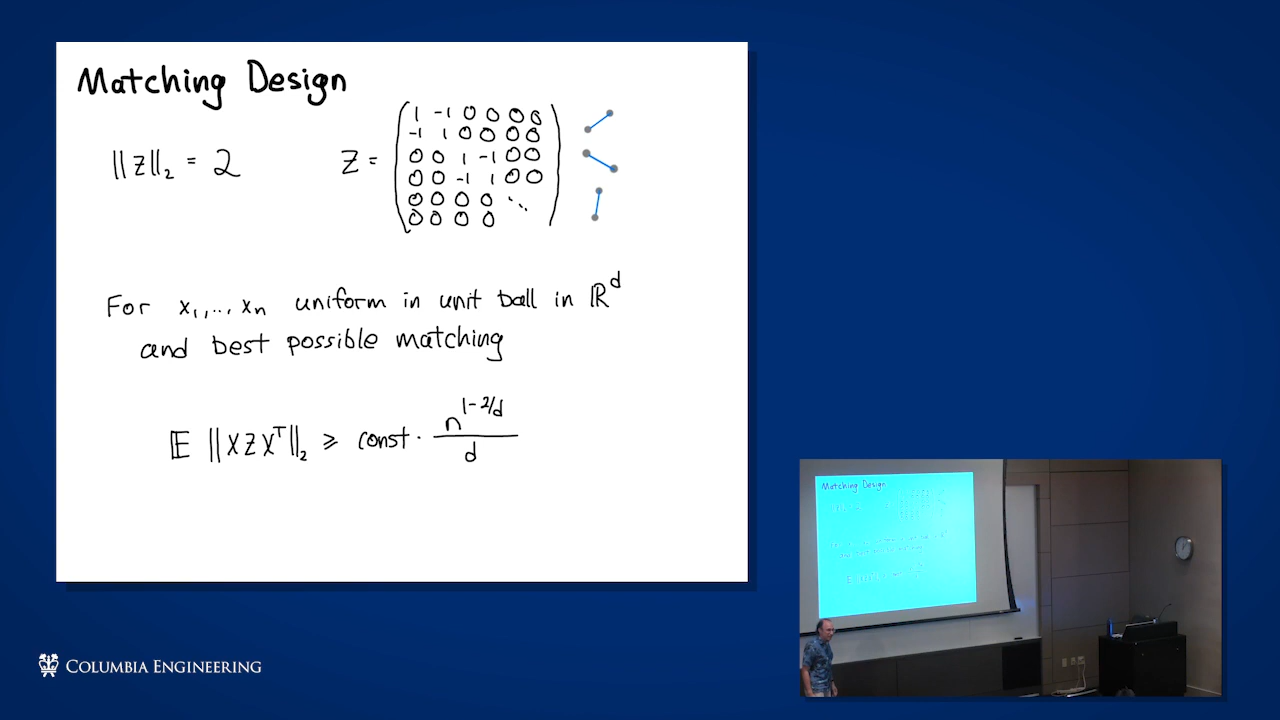 Matching Design
||Z||₂ = 2
Z =
1 -1 0 0 0 0
-1 1 0 0 0 0
0 0 1 -1 0 0
0 0 -1 1 0 0
0 0 0 0 ⋱
0 0 0 0
For x₁,..., xₙ uniform in unit ball in ℝᵈ
and best possible matching
𝔼 ||XZXᵀ||₂ ≥ const · n^{1-2/d} / d
Matching Design
COLUMBIA ENGINEERING